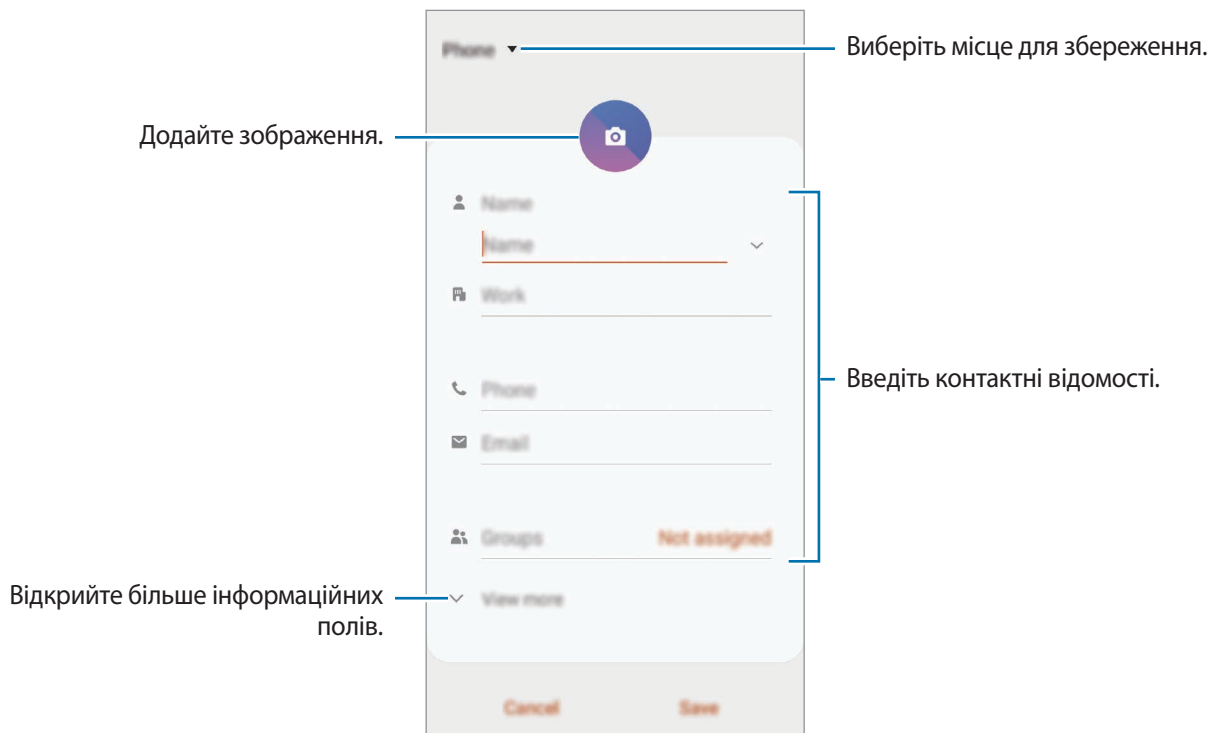 Phone
Виберіть місце для збереження.
Додайте зображення.
Name
Name
Work
Введіть контактні відомості.
Phone
Email
Groups Not assigned
Відкрийте більше інформаційних
полів.
View more
Cancel Save